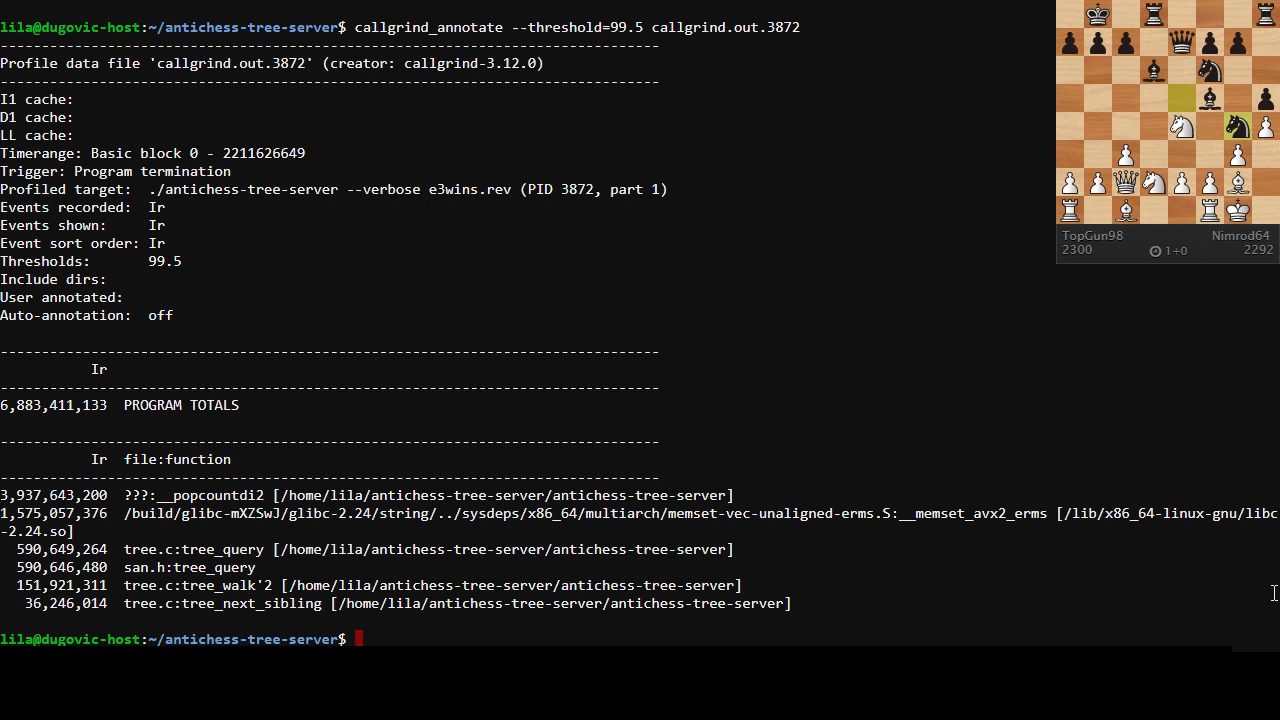 lila@dugovic-host:~/antichess-tree-server$ callgrind_annotate --threshold=99.5 callgrind.out.3872
--------------------------------------------------------------------------------
Profile data file 'callgrind.out.3872' (creator: callgrind-3.12.0)
--------------------------------------------------------------------------------
I1 cache:
D1 cache:
LL cache:
Timerange: Basic block 0 - 2211626649
Trigger: Program termination
Profiled target:  ./antichess-tree-server --verbose e3wins.rev (PID 3872, part 1)
Events recorded:  Ir
Events shown:     Ir
Event sort order: Ir
Thresholds:       99.5
Include dirs:
User annotated:
Auto-annotation:  off
--------------------------------------------------------------------------------
           Ir
--------------------------------------------------------------------------------
6,883,411,133  PROGRAM TOTALS
--------------------------------------------------------------------------------
           Ir  file:function
--------------------------------------------------------------------------------
3,937,643,200  ???:__popcountdi2 [/home/lila/antichess-tree-server/antichess-tree-server]
1,575,057,376  /build/glibc-mXZSwJ/glibc-2.24/string/../sysdeps/x86_64/multiarch/memset-vec-unaligned-erms.S:__memset_avx2_erms [/lib/x86_64-linux-gnu/libc
-2.24.so]
  590,649,264  tree.c:tree_query [/home/lila/antichess-tree-server/antichess-tree-server]
  590,646,480  san.h:tree_query
  151,921,311  tree.c:tree_walk'2 [/home/lila/antichess-tree-server/antichess-tree-server]
   36,246,014  tree.c:tree_next_sibling [/home/lila/antichess-tree-server/antichess-tree-server]
lila@dugovic-host:~/antichess-tree-server$
TopGun98 Nimrod64
2300 1+0 2292